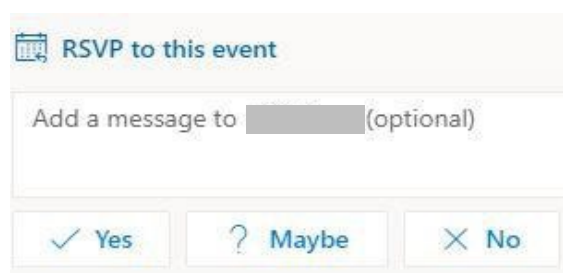 RSVP to this event
Add a message to (optional)
Yes ? Maybe No